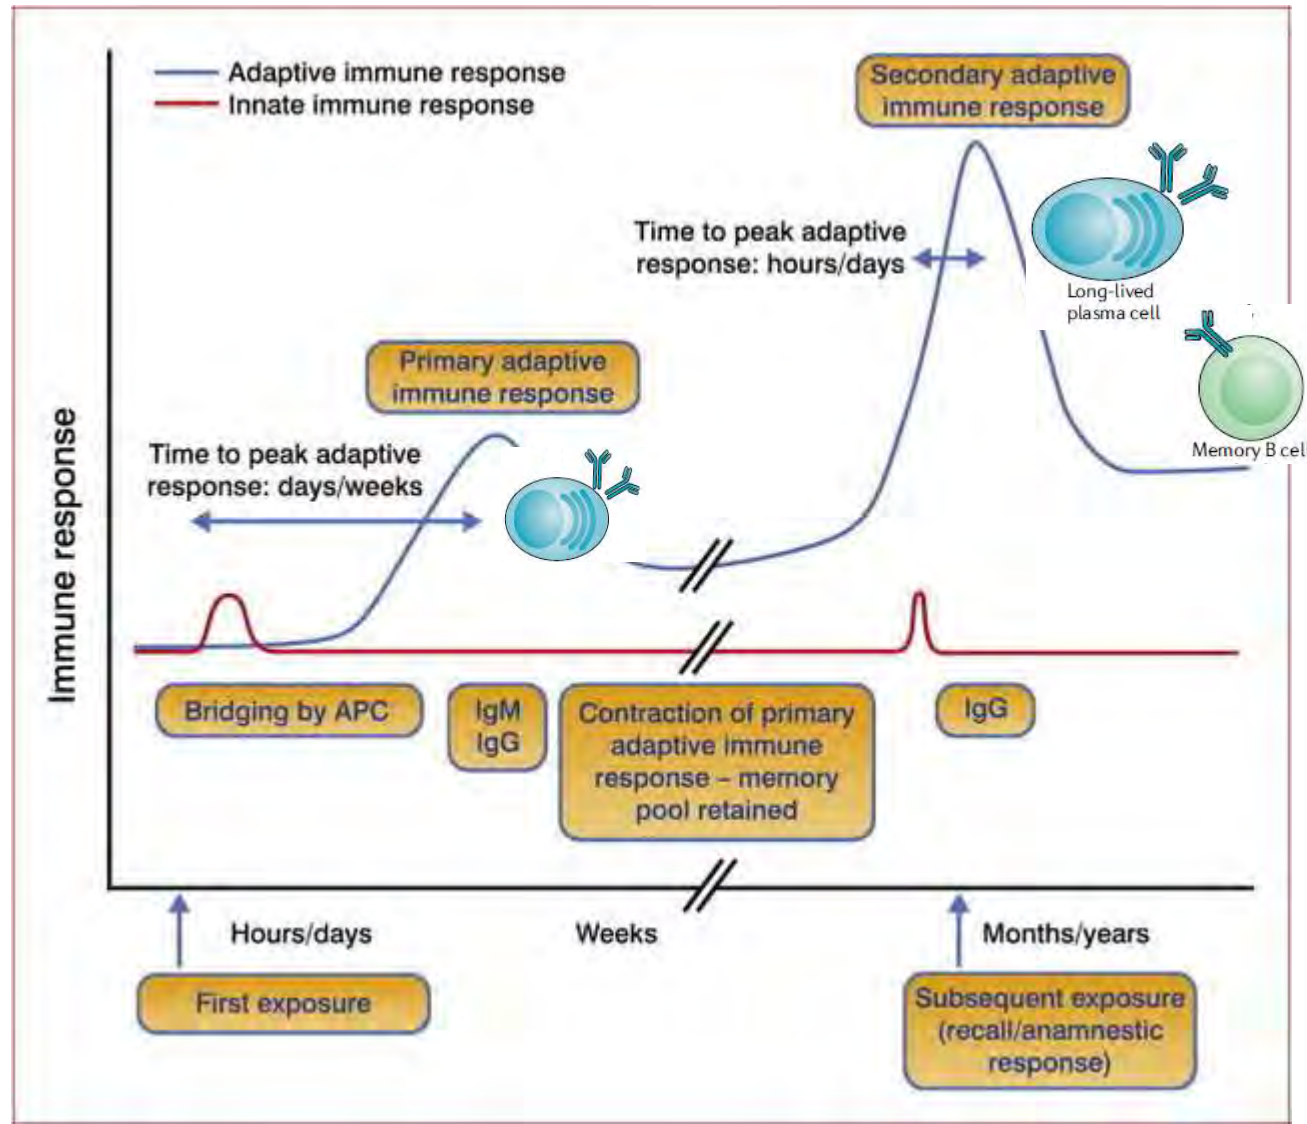 Adaptive immune response
Innate immune response
Secondary adaptive
immune response
Time to peak adaptive
response: hours/days
Long-lived
plasma cell
Primary adaptive
immune response
Memory B cel
Time to peak adaptive
response: days/weeks
Immune response
Bridging by APC
IgM
IgG
Contraction of primary
adaptive immune
response – memory
pool retained
IgG
Hours/days
Weeks
Months/years
First exposure
Subsequent exposure
(recall/anamnestic
response)